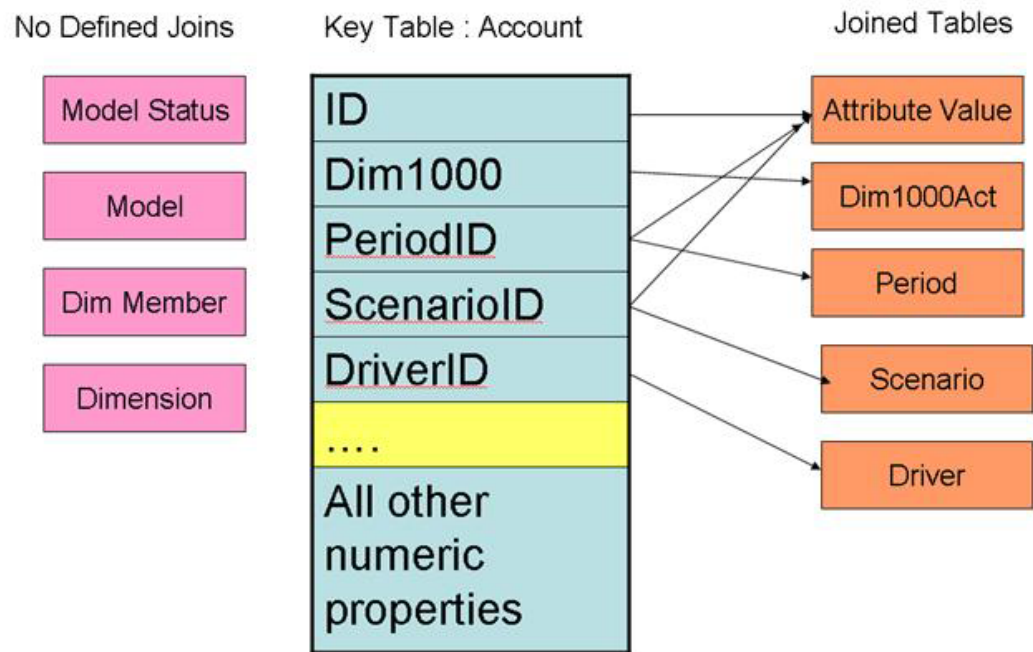 No Defined Joins
Model Status
Model
Dim Member
Dimension
Key Table : Account
ID
Dim1000
PeriodID
ScenarioID
DriverID
....
All other
numeric
properties
Joined Tables
Attribute Value
Dim1000Act
Period
Scenario
Driver